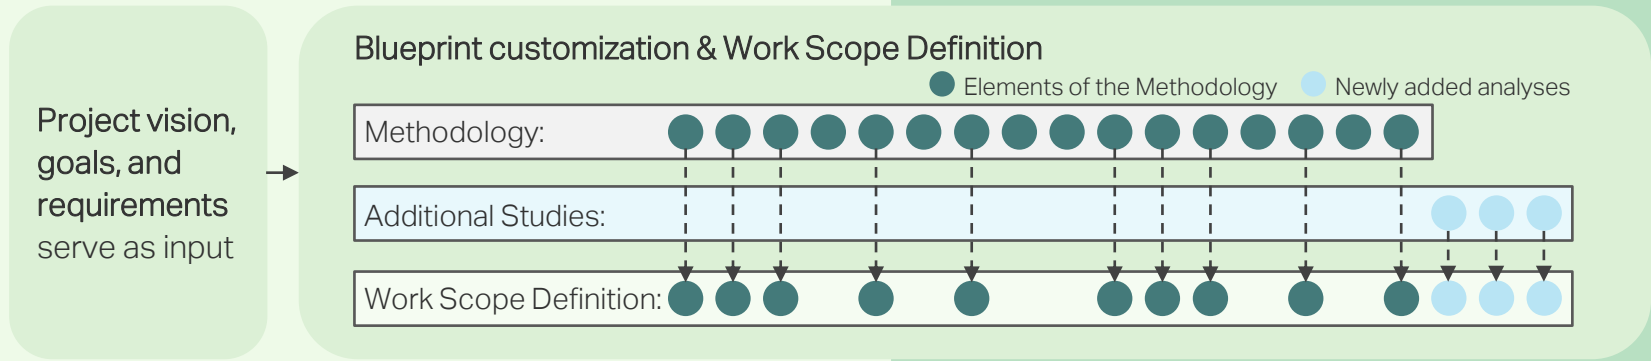 Project vision,
goals, and
requirements
serve as input
Blueprint customization & Work Scope Definition
Elements of the Methodology
Newly added analyses
Methodology:
Additional Studies:
Work Scope Definition: